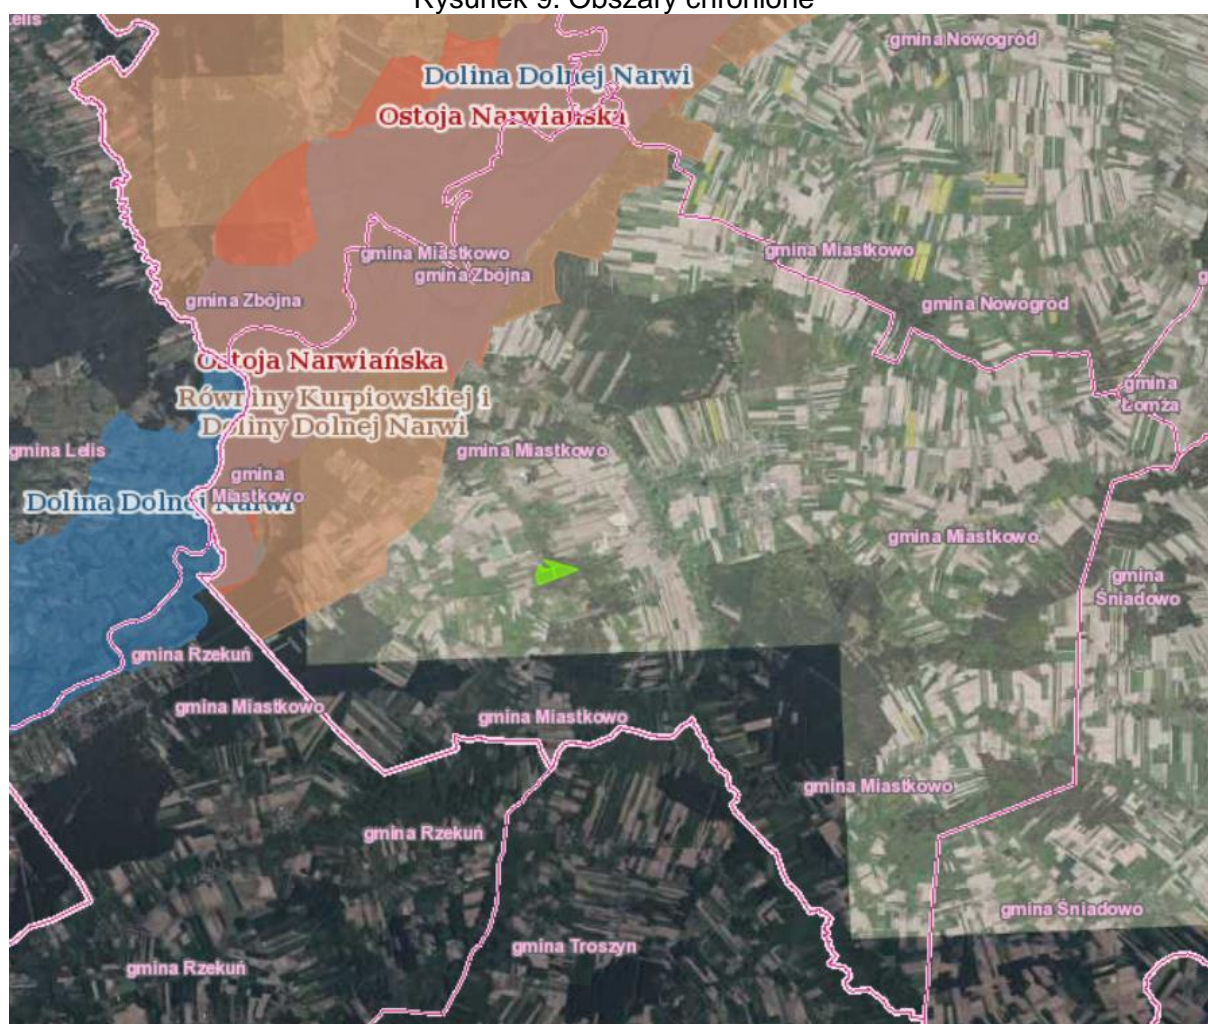 Rysunek 9. Obszary chronione
elis
gmina Nowogród
Dolina Dolnej Narwi
Ostoja Narwiańska
gmina Miastkowo
gmina Miastkowo
gmina Zbójna
gmina Zbójna
gmina Nowogród
Ostoja Narwiańska
Równiny Kurpiowskiej i
Doliny Dolnej Narwi
gmina
Łomża
gmina Lelis
gmina Miastkowo
gmina
Miastkowo
Dolina Dolnej Narwi
gmina Miastkowo
gmina
Śniadowo
gmina Rzekuń
gmina Miastkowo
gmina Miastkowo
gmina Miastkowo
gmina Rzekuń
gmina Śniadowo
gmina Troszyn
gmina Rzekuń